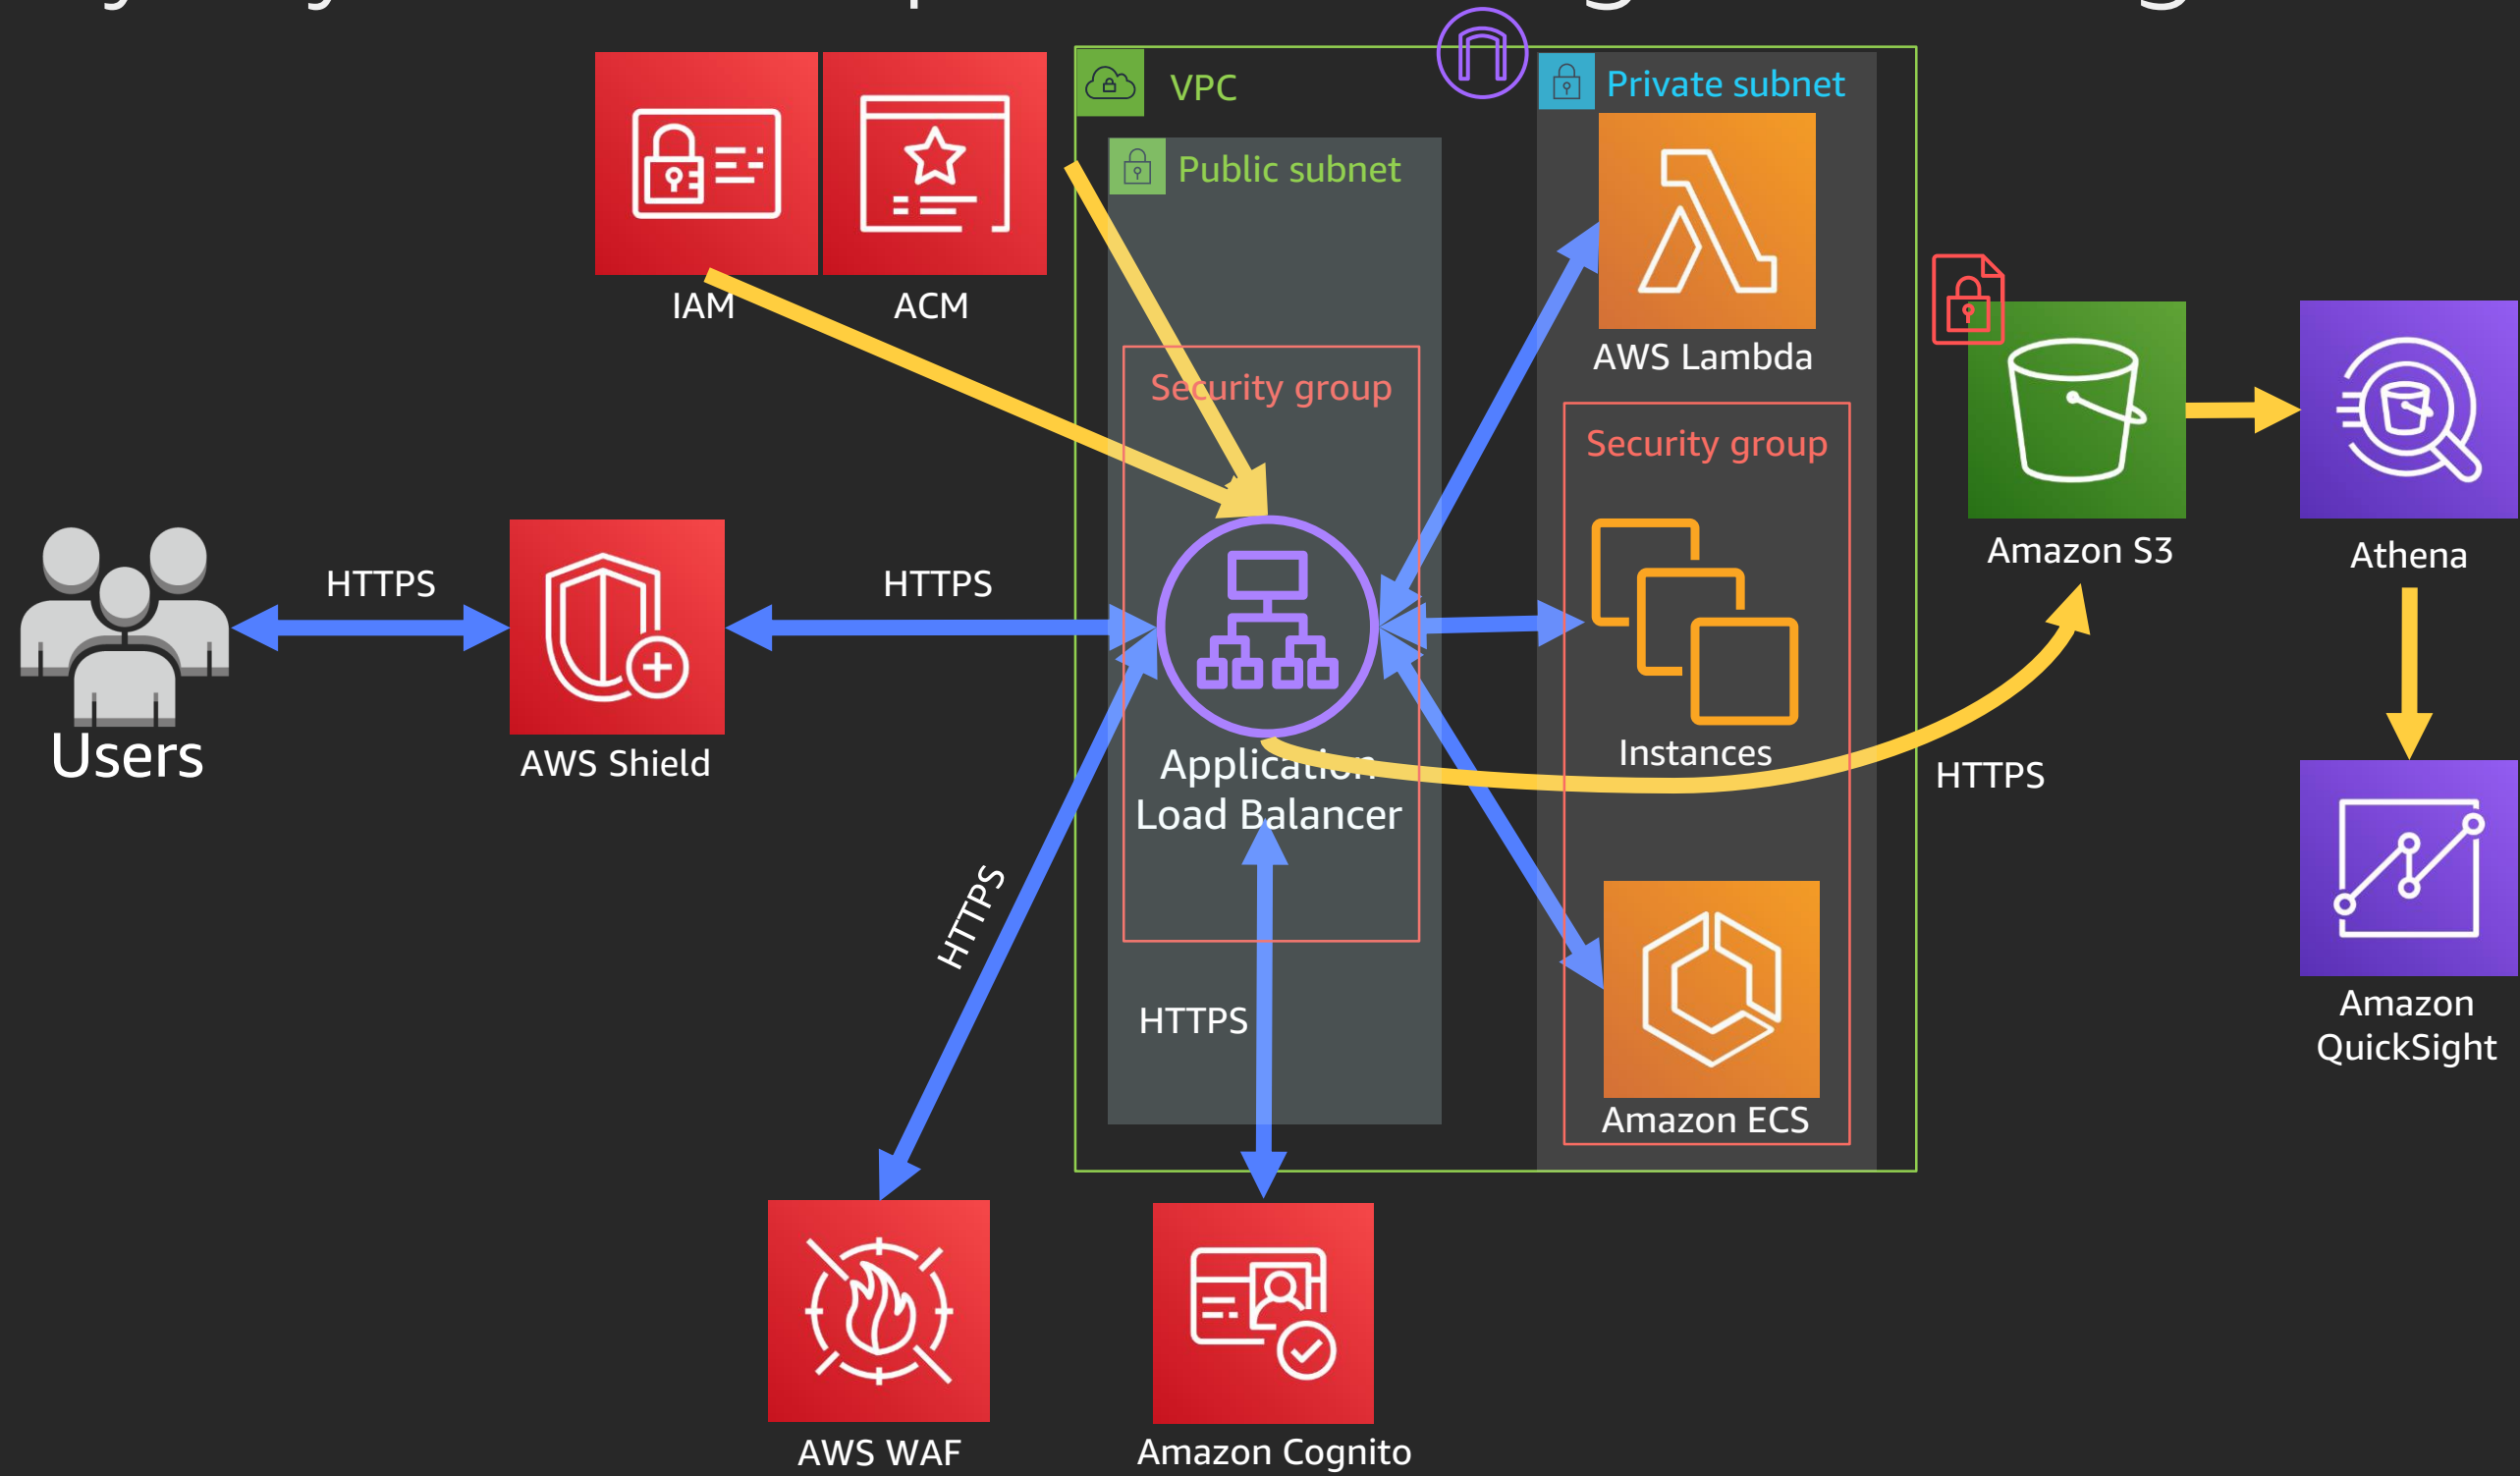 VPC
Private subnet
Public subnet
IAM
ACM
AWS Lambda
Security group
Security group
Amazon S3
Athena
HTTPS
HTTPS
Users
AWS Shield
Application
Load Balancer
Instances
HTTPS
HTTPS
HTTPS
Amazon
QuickSight
Amazon ECS
AWS WAF
Amazon Cognito